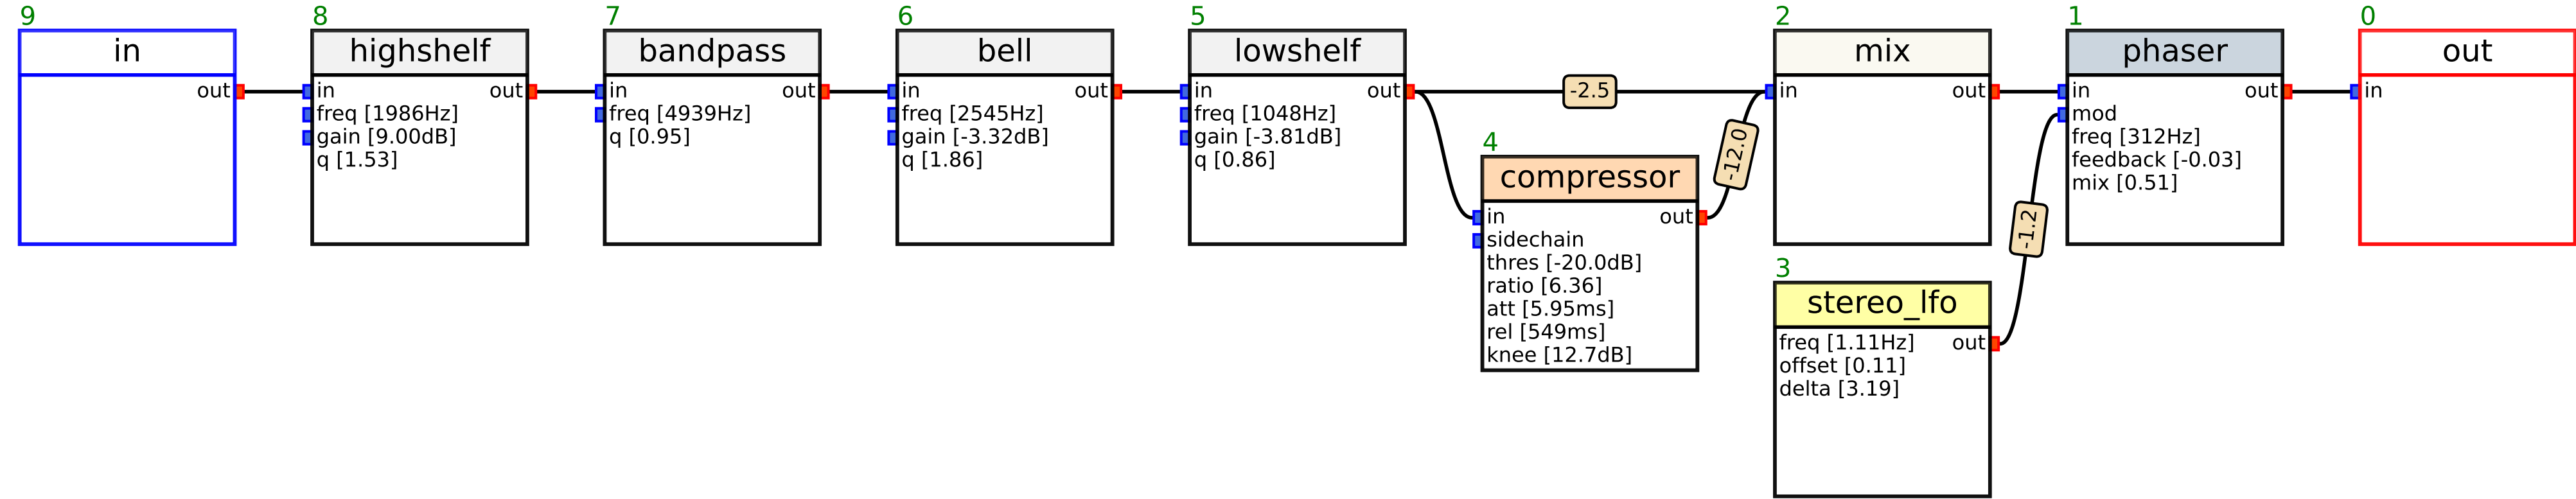 9
in
out
8
highshelf
in
out
freq [1986Hz]
gain [9.00dB]
q [1.53]
7
bandpass
in
out
freq [4939Hz]
q [0.95]
6
bell
in
out
freq [2545Hz]
gain [-3.32dB]
q [1.86]
5
lowshelf
in
out
freq [1048Hz]
gain [-3.81dB]
q [0.86]
-2.5
4
compressor
in
out
sidechain
thres [-20.0dB]
ratio [6.36]
att [5.95ms]
rel [549ms]
knee [12.7dB]
-12.0
2
mix
in
out
3
stereo_lfo
freq [1.11Hz]
out
offset [0.11]
delta [3.19]
-1.2
1
phaser
in
out
mod
freq [312Hz]
feedback [-0.03]
mix [0.51]
0
out
in